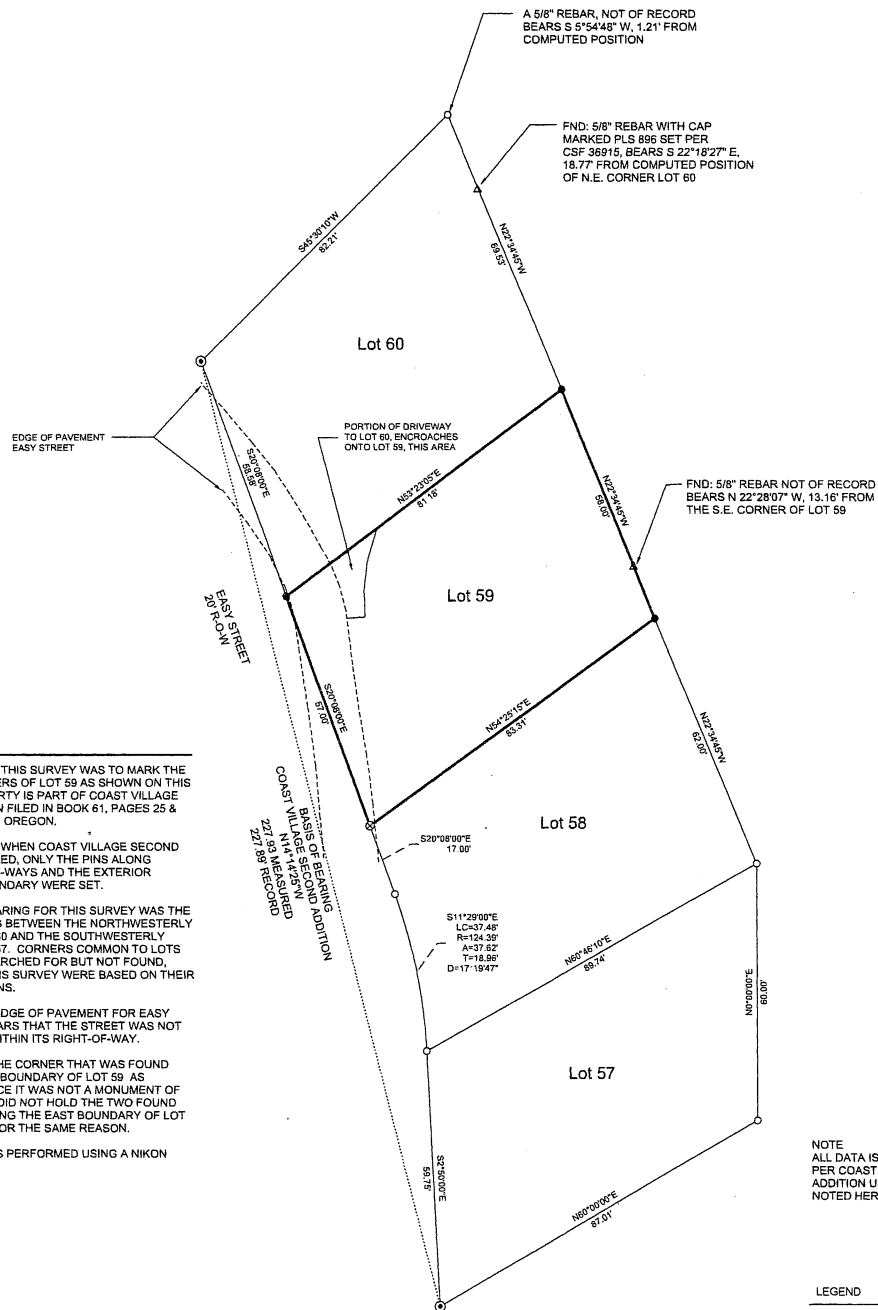 A 5/8" REBAR, NOT OF RECORD
BEARS S 5°54'48" W, 1.21' FROM
COMPUTED POSITION
FND: 5/8" REBAR WITH CAP
MARKED PLS 896 SET PER
CSF 36915, BEARS S 22°18'27" E,
18.77' FROM COMPUTED POSITION
OF N.E. CORNER LOT 60
S45°30'10"W
82.21'
N22°34'45"W
69.53'
Lot 60
EDGE OF PAVEMENT
EASY STREET
PORTION OF DRIVEWAY
TO LOT 60, ENCROACHES
ONTO LOT 59, THIS AREA
S20°08'00"E
68.58'
N53°23'05"E
81.18'
N22°34'45"W
58.00'
FND: 5/8" REBAR NOT OF RECORD
BEARS N 22°28'07" W, 13.16' FROM
THE S.E. CORNER OF LOT 59
Lot 59
EASY STREET
20' R-O-W
S20°08'00"E
57.00'
N54°25'15"E
83.31'
N22°34'45"W
62.00'
BASIS OF BEARING
COAST VILLAGE SECOND ADDITION
N14°14'25"W
227.93 MEASURED
227.89' RECORD
Lot 58
S20°08'00"E
17.00'
S11°29'00"E
LC=37.48'
R=124.39'
A=37.62'
T=18.96'
D=17°19'47"
N60°46'10"E
89.74'
N0°00'00"E
60.00'
Lot 57
S2°50'00"E
59.75'
N60°00'00"E
87.01'
THIS SURVEY WAS TO MARK THE
ERS OF LOT 59 AS SHOWN ON THIS
RTY IS PART OF COAST VILLAGE
N FILED IN BOOK 61, PAGES 25 &
OREGON.
WHEN COAST VILLAGE SECOND
ED, ONLY THE PINS ALONG
-WAYS AND THE EXTERIOR
NDARY WERE SET.
ARING FOR THIS SURVEY WAS THE
S BETWEEN THE NORTHWESTERLY
60 AND THE SOUTHWESTERLY
57. CORNERS COMMON TO LOTS
ARCHED FOR BUT NOT FOUND,
IS SURVEY WERE BASED ON THEIR
NS.
DGE OF PAVEMENT FOR EASY
ARS THAT THE STREET WAS NOT
ITHIN ITS RIGHT-OF-WAY.
HE CORNER THAT WAS FOUND
BOUNDARY OF LOT 59 AS
CE IT WAS NOT A MONUMENT OF
DID NOT HOLD THE TWO FOUND
NG THE EAST BOUNDARY OF LOT
OR THE SAME REASON.
S PERFORMED USING A NIKON
NOTE
ALL DATA IS
PER COAST
ADDITION U
NOTED HER
LEGEND